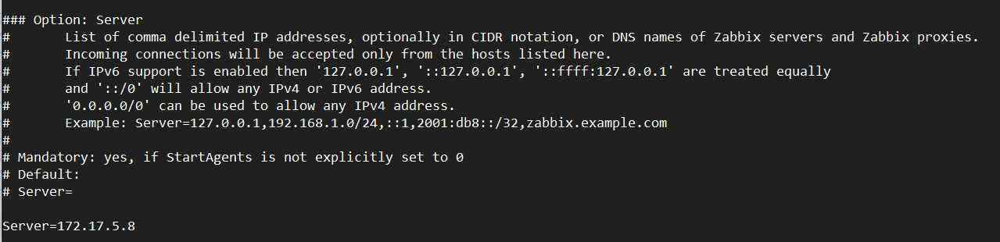 ### Option: Server
#       List of comma delimited IP addresses, optionally in CIDR notation, or DNS names of Zabbix servers and Zabbix proxies.
#       Incoming connections will be accepted only from the hosts listed here.
#       If IPv6 support is enabled then '127.0.0.1', '::127.0.0.1', '::ffff:127.0.0.1' are treated equally
#       and '::/0' will allow any IPv4 or IPv6 address.
#       '0.0.0.0/0' can be used to allow any IPv4 address.
#       Example: Server=127.0.0.1,192.168.1.0/24,::1,2001:db8::/32,zabbix.example.com
#
# Mandatory: yes, if StartAgents is not explicitly set to 0
# Default:
# Server=

Server=172.17.5.8